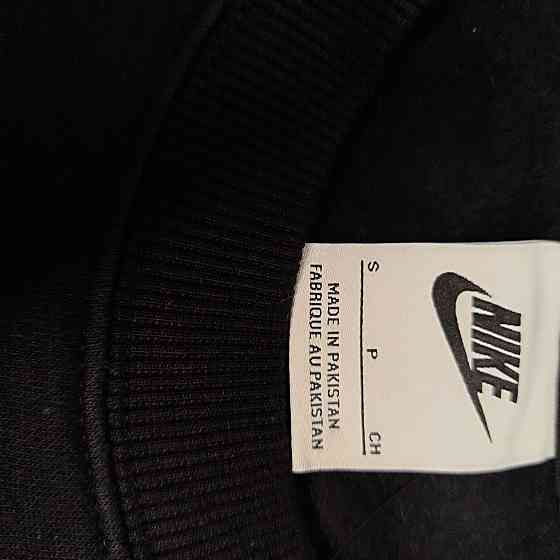 NIKE
S P CH
MADE IN PAKISTAN
FABRIQUE AU PAKISTAN